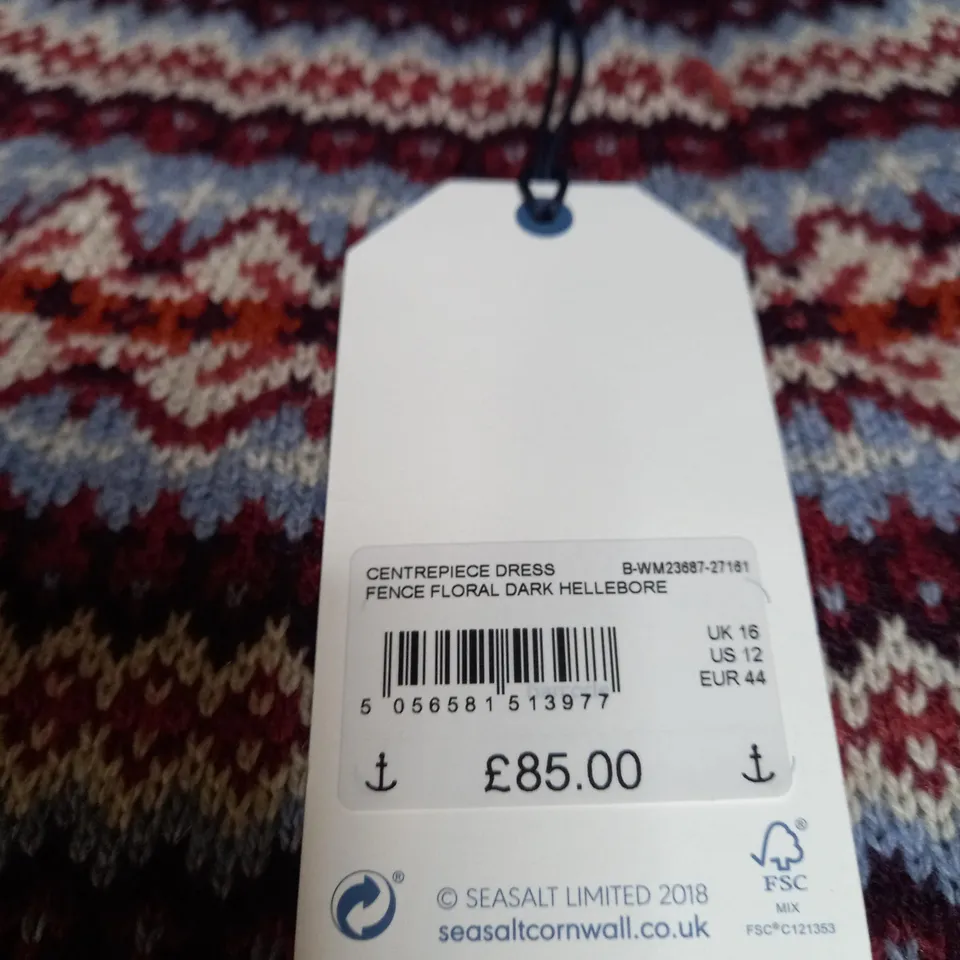 CENTREPIECE DRESS B-WM23687-27161
FENCE FLORAL DARK HELLEBORE
UK 16
US 12
EUR 44
5 056581 513977
£85.00
® 
© SEASALT LIMITED 2018
seasaltcornwall.co.uk
®
FSC
MIX
FSC® C121353